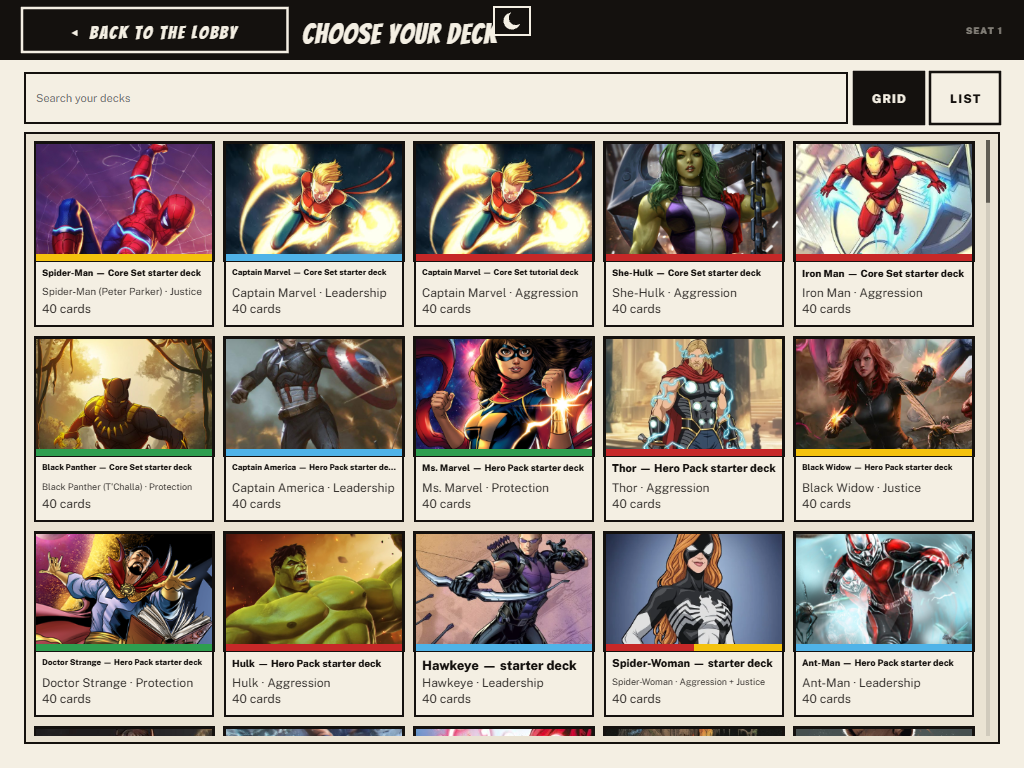 ◂ BACK TO THE LOBBY
CHOOSE YOUR DECK
SEAT 1
Search your decks
GRID
LIST
Spider-Man — Core Set starter deck
Spider-Man (Peter Parker) · Justice
40 cards
Captain Marvel — Core Set starter deck
Captain Marvel · Leadership
40 cards
Captain Marvel — Core Set tutorial deck
Captain Marvel · Aggression
40 cards
She-Hulk — Core Set starter deck
She-Hulk · Aggression
40 cards
Iron Man — Core Set starter deck
Iron Man · Aggression
40 cards
Black Panther — Core Set starter deck
Black Panther (T'Challa) · Protection
40 cards
Captain America — Hero Pack starter de...
Captain America · Leadership
40 cards
Ms. Marvel — Hero Pack starter deck
Ms. Marvel · Protection
40 cards
Thor — Hero Pack starter deck
Thor · Aggression
40 cards
Black Widow — Hero Pack starter deck
Black Widow · Justice
40 cards
Doctor Strange — Hero Pack starter deck
Doctor Strange · Protection
40 cards
Hulk — Hero Pack starter deck
Hulk · Aggression
40 cards
Hawkeye — starter deck
Hawkeye · Leadership
40 cards
Spider-Woman — starter deck
Spider-Woman · Aggression + Justice
40 cards
Ant-Man — Hero Pack starter deck
Ant-Man · Leadership
40 cards